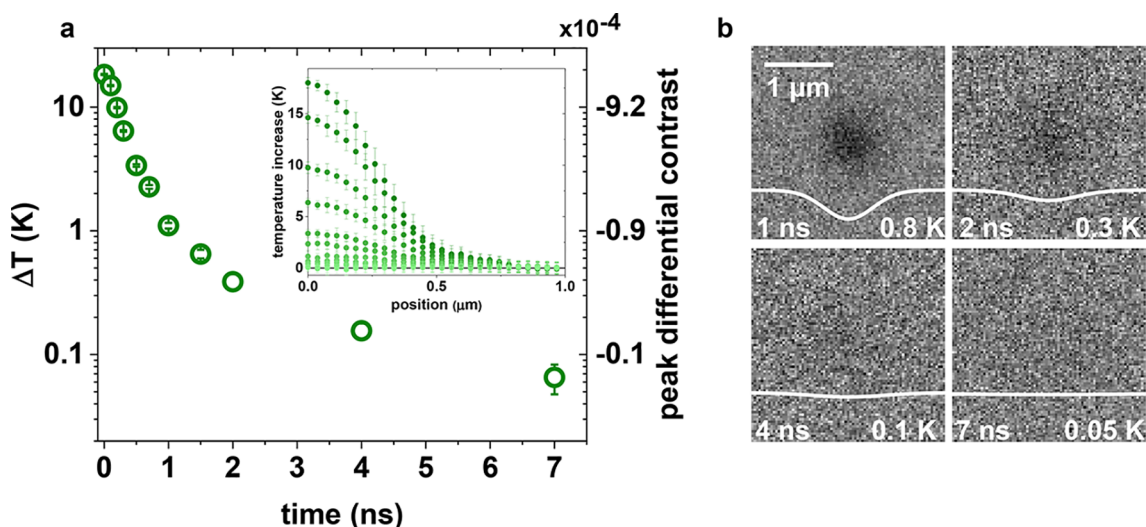 a
x10-4
10
1
0.1
ΔT (K)
0 1 2 3 4 5 6 7
time (ns)
-9.2
-0.9
-0.1
peak differential contrast
15
10
5
0
temperature increase (K)
0.0 0.5 1.0
position (μm)
b
1 μm
1 ns 0.8 K
2 ns 0.3 K
4 ns 0.1 K
7 ns 0.05 K